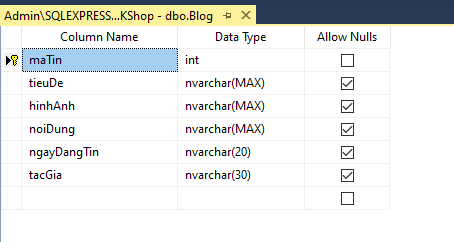 Admin\SQLEXPRESS...KShop - dbo.Blog
Column Name Data Type Allow Nulls
maTin int
tieuDe nvarchar(MAX)
hinhAnh nvarchar(MAX)
noiDung nvarchar(MAX)
ngayDangTin nvarchar(20)
tacGia nvarchar(30)